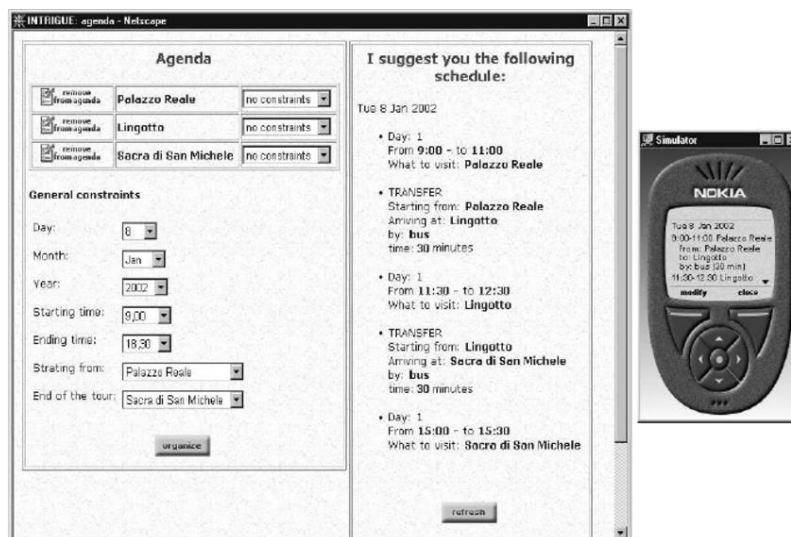 INTRIGUE: agenda - Netscape
Agenda
remove from agenda
Palazzo Reale
no constraints
remove from agenda
Lingotto
no constraints
remove from agenda
Sacra di San Michele
no constraints
General constraints
Day:
8
Month:
Jan
Year:
2002
Starting time:
9,00
Ending time:
18,30
Strating from:
Palazzo Reale
End of the tour:
Sacra di San Michele
organize
I suggest you the following
schedule:
Tue 8 Jan 2002
• Day: 1
From 9:00 - to 11:00
What to visit: Palazzo Reale
• TRANSFER
Starting from: Palazzo Reale
Arriving at: Lingotto
by: bus
time: 30 minutes
• Day: 1
From 11:30 - to 12:30
What to visit: Lingotto
• TRANSFER
Starting from: Lingotto
Arriving at: Sacra di San Michele
by: bus
time: 30 minutes
• Day: 1
From 15:00 - to 15:30
What to visit: Sacra di San Michele
refresh
Simulator
NOKIA
Tue 8 Jan 2002
9:00-11:00 Palazzo Reale
from: Palazzo Reale
to: Lingotto
by: bus (30 min)
11:30-12:30 Lingotto
modify close